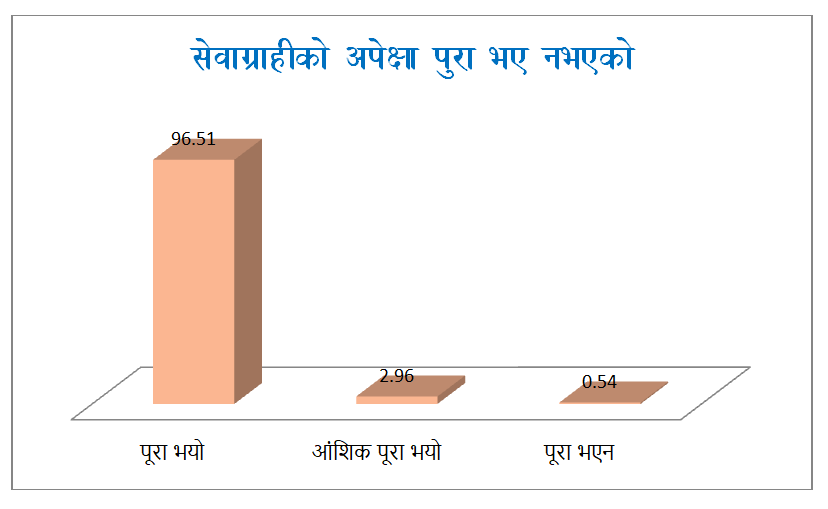 सेवाग्राहीको अपेक्षा पुरा भए नभएको
96.51
2.96
0.54
पूरा भयो
आंशिक पूरा भयो
पूरा भएन